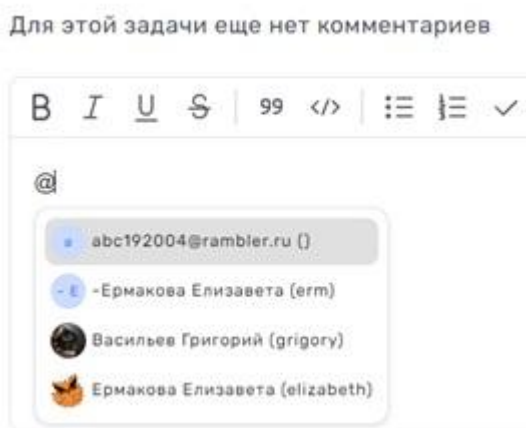 Для этой задачи еще нет комментариев
B I U S 99 </>
@
a abc192004@rambler.ru ()
- E -Ермакова Елизавета (erm)
Васильев Григорий (grigory)
Ермакова Елизавета (elizabeth)